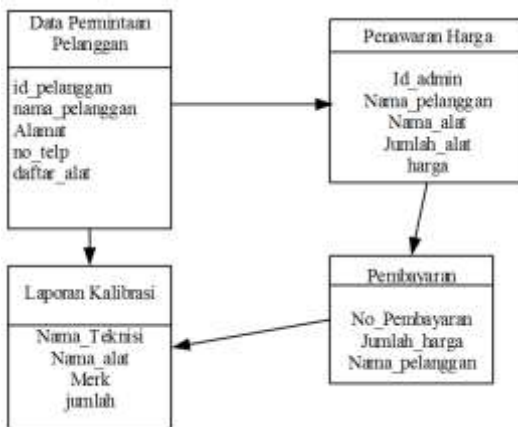 Data Permintaan
Pelanggan
id_pelanggan
nama_pelanggan
Alamat
no_telp
daftar_alat
Penawaran Harga
Id_admin
Nama_pelanggan
Nama_alat
Jumlah_alat
harga
Laporan Kalibrasi
Nama_Teknisi
Nama_alat
Merk
jumlah
Pembayaran
No_Pembayaran
Jumlah_harga
Nama_pelanggan